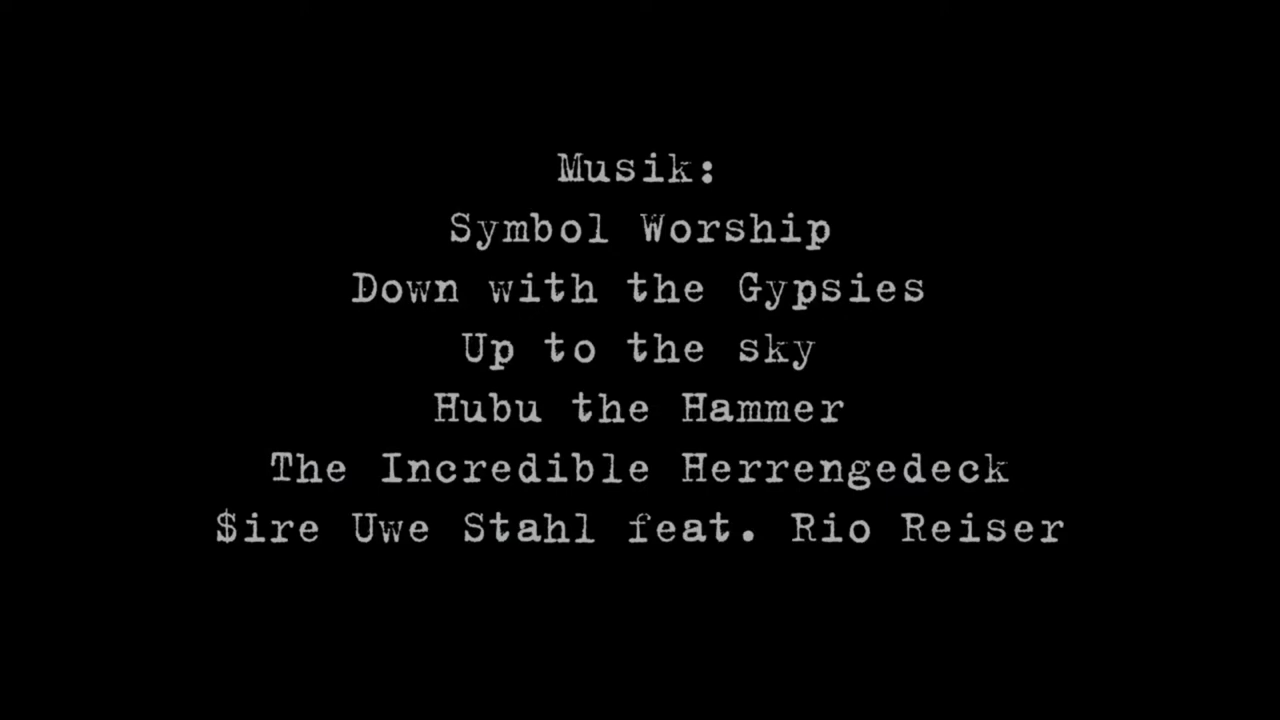 Musik:
Symbol Worship
Down with the Gypsies
Up to the sky
Hubu the Hammer
The Incredible Herrengedeck
$ire Uwe Stahl feat. Rio Reiser